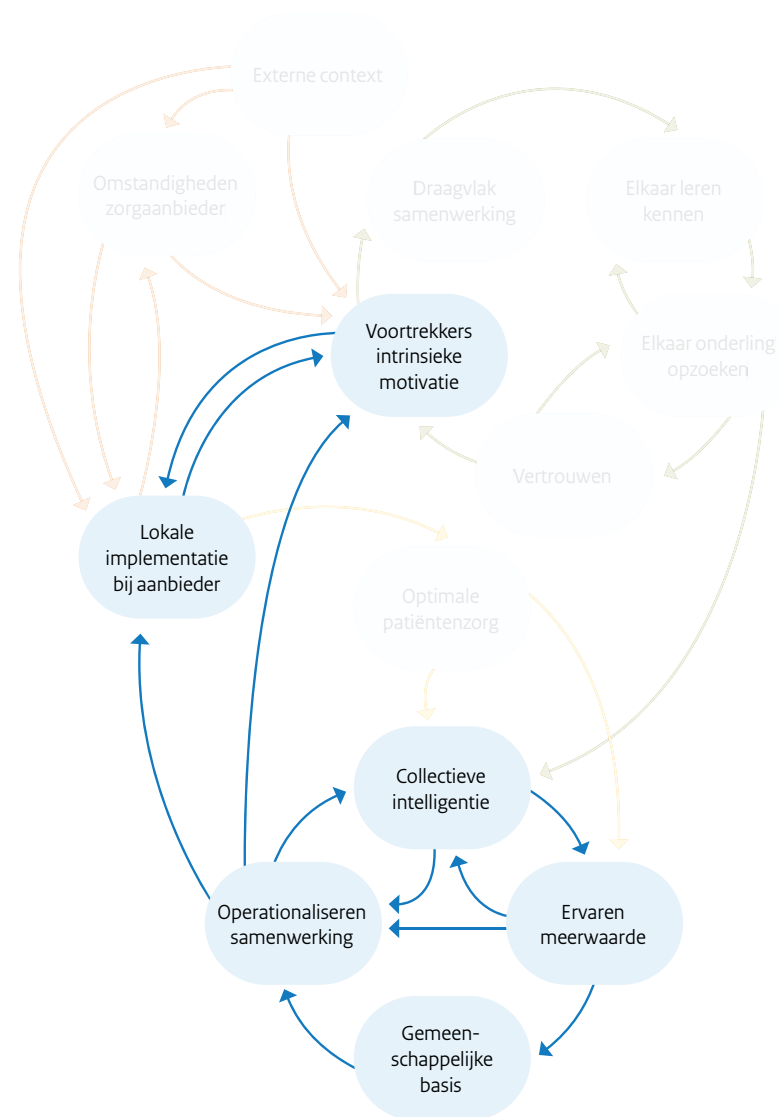 Externe context
Omstandigheden
zorgaanbieder
Draagvlak
samenwerking
Elkaar leren
kennen
Voortrekkers
intrinsieke
motivatie
Elkaar onderling
opzoeken
Vertrouwen
Lokale
implementatie
bij aanbieder
Optimale
patiëntenzorg
Collectieve
intelligentie
Operationaliseren
samenwerking
Ervaren
meerwaarde
Gemeen-
schappelijke
basis